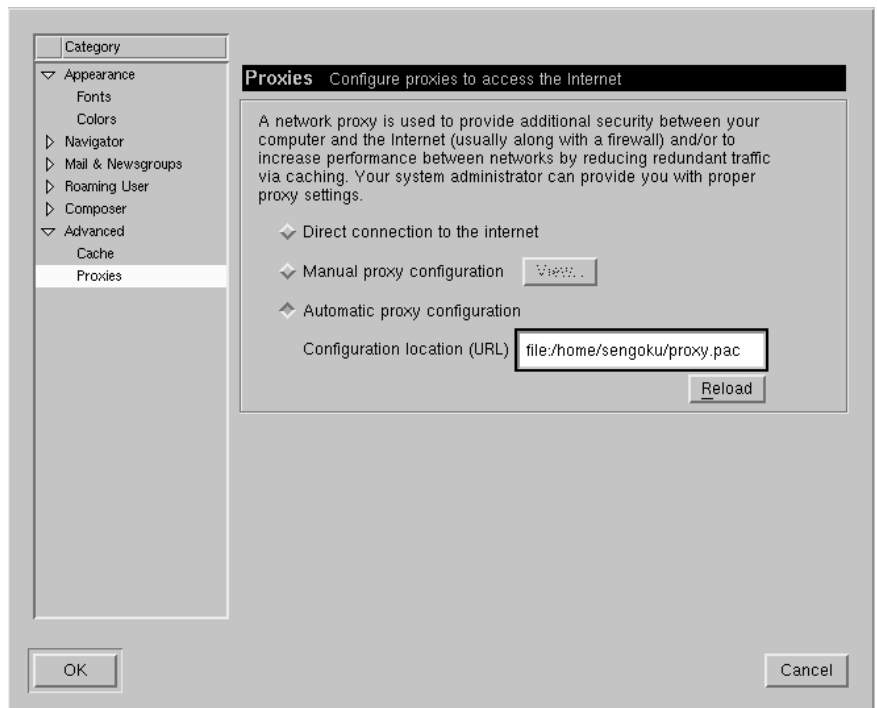 Category
Appearance
Fonts
Colors
Navigator
Mail & Newsgroups
Roaming User
Composer
Advanced
Cache
Proxies
Proxies Configure proxies to access the Internet
A network proxy is used to provide additional security between your
computer and the Internet (usually along with a firewall) and/or to
increase performance between networks by reducing redundant traffic
via caching. Your system administrator can provide you with proper
proxy settings.
Direct connection to the internet
Manual proxy configuration View...
Automatic proxy configuration
Configuration location (URL) file:/home/sengoku/proxy.pac
Reload
OK Cancel